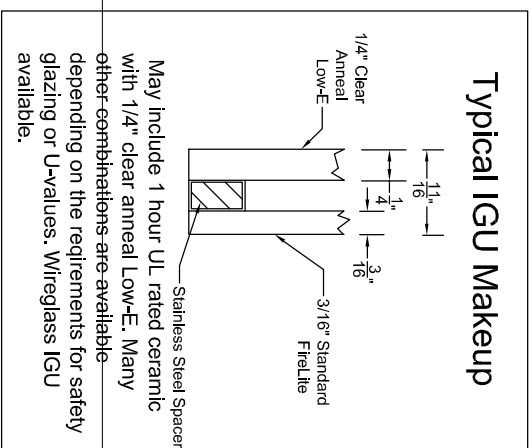 Typical IGU Makeup
11/16"
1/4"
3/16"
1/4" Clear
Anneal
Low-E
3/16" Standard
FireLite
Stainless Steel Spacer
May include 1 hour UL rated ceramic
with 1/4" clear anneal Low-E. Many
other combinations are available
depending on the reqirements for safety
glazing or U-values. Wireglass IGU
available.